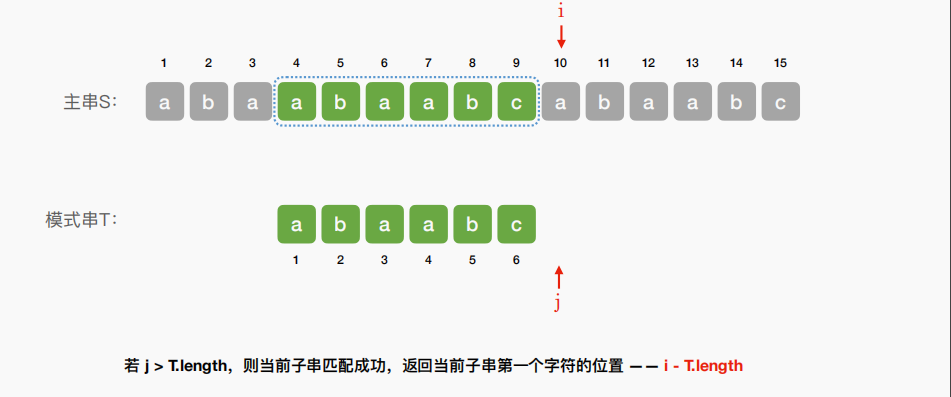 i
1 2 3 4 5 6 7 8 9 10 11 12 13 14 15
主串S: a b a a b a a b c a b a a b c
模式串T: a b a a b c
1 2 3 4 5 6
j
若 j > T.length，则当前子串匹配成功，返回当前子串第一个字符的位置 —— i - T.length